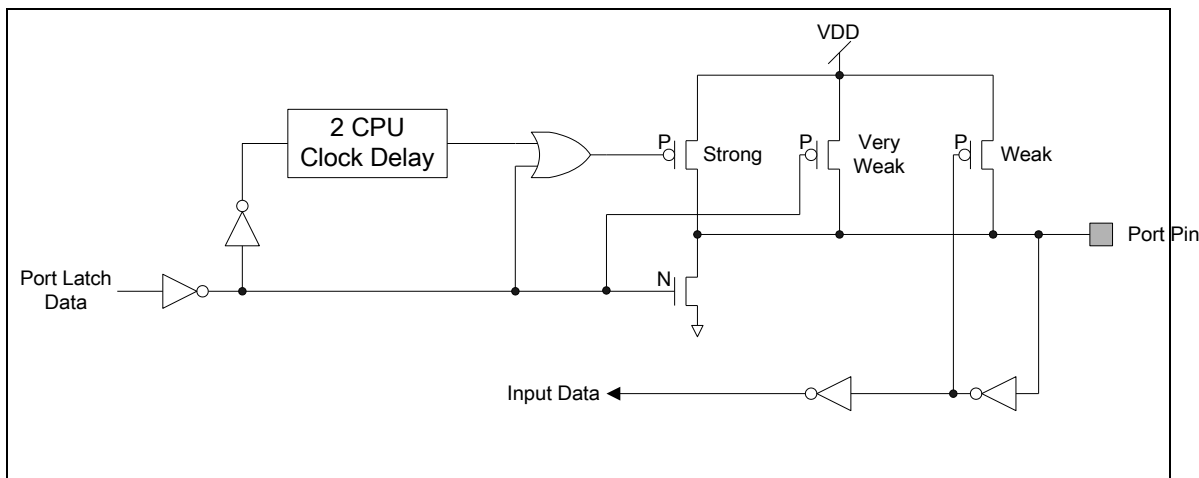 VDD
2 CPU
Clock Delay
P
Strong
P
Very
Weak
P
Weak
Port Pin
Port Latch
Data
N
Input Data